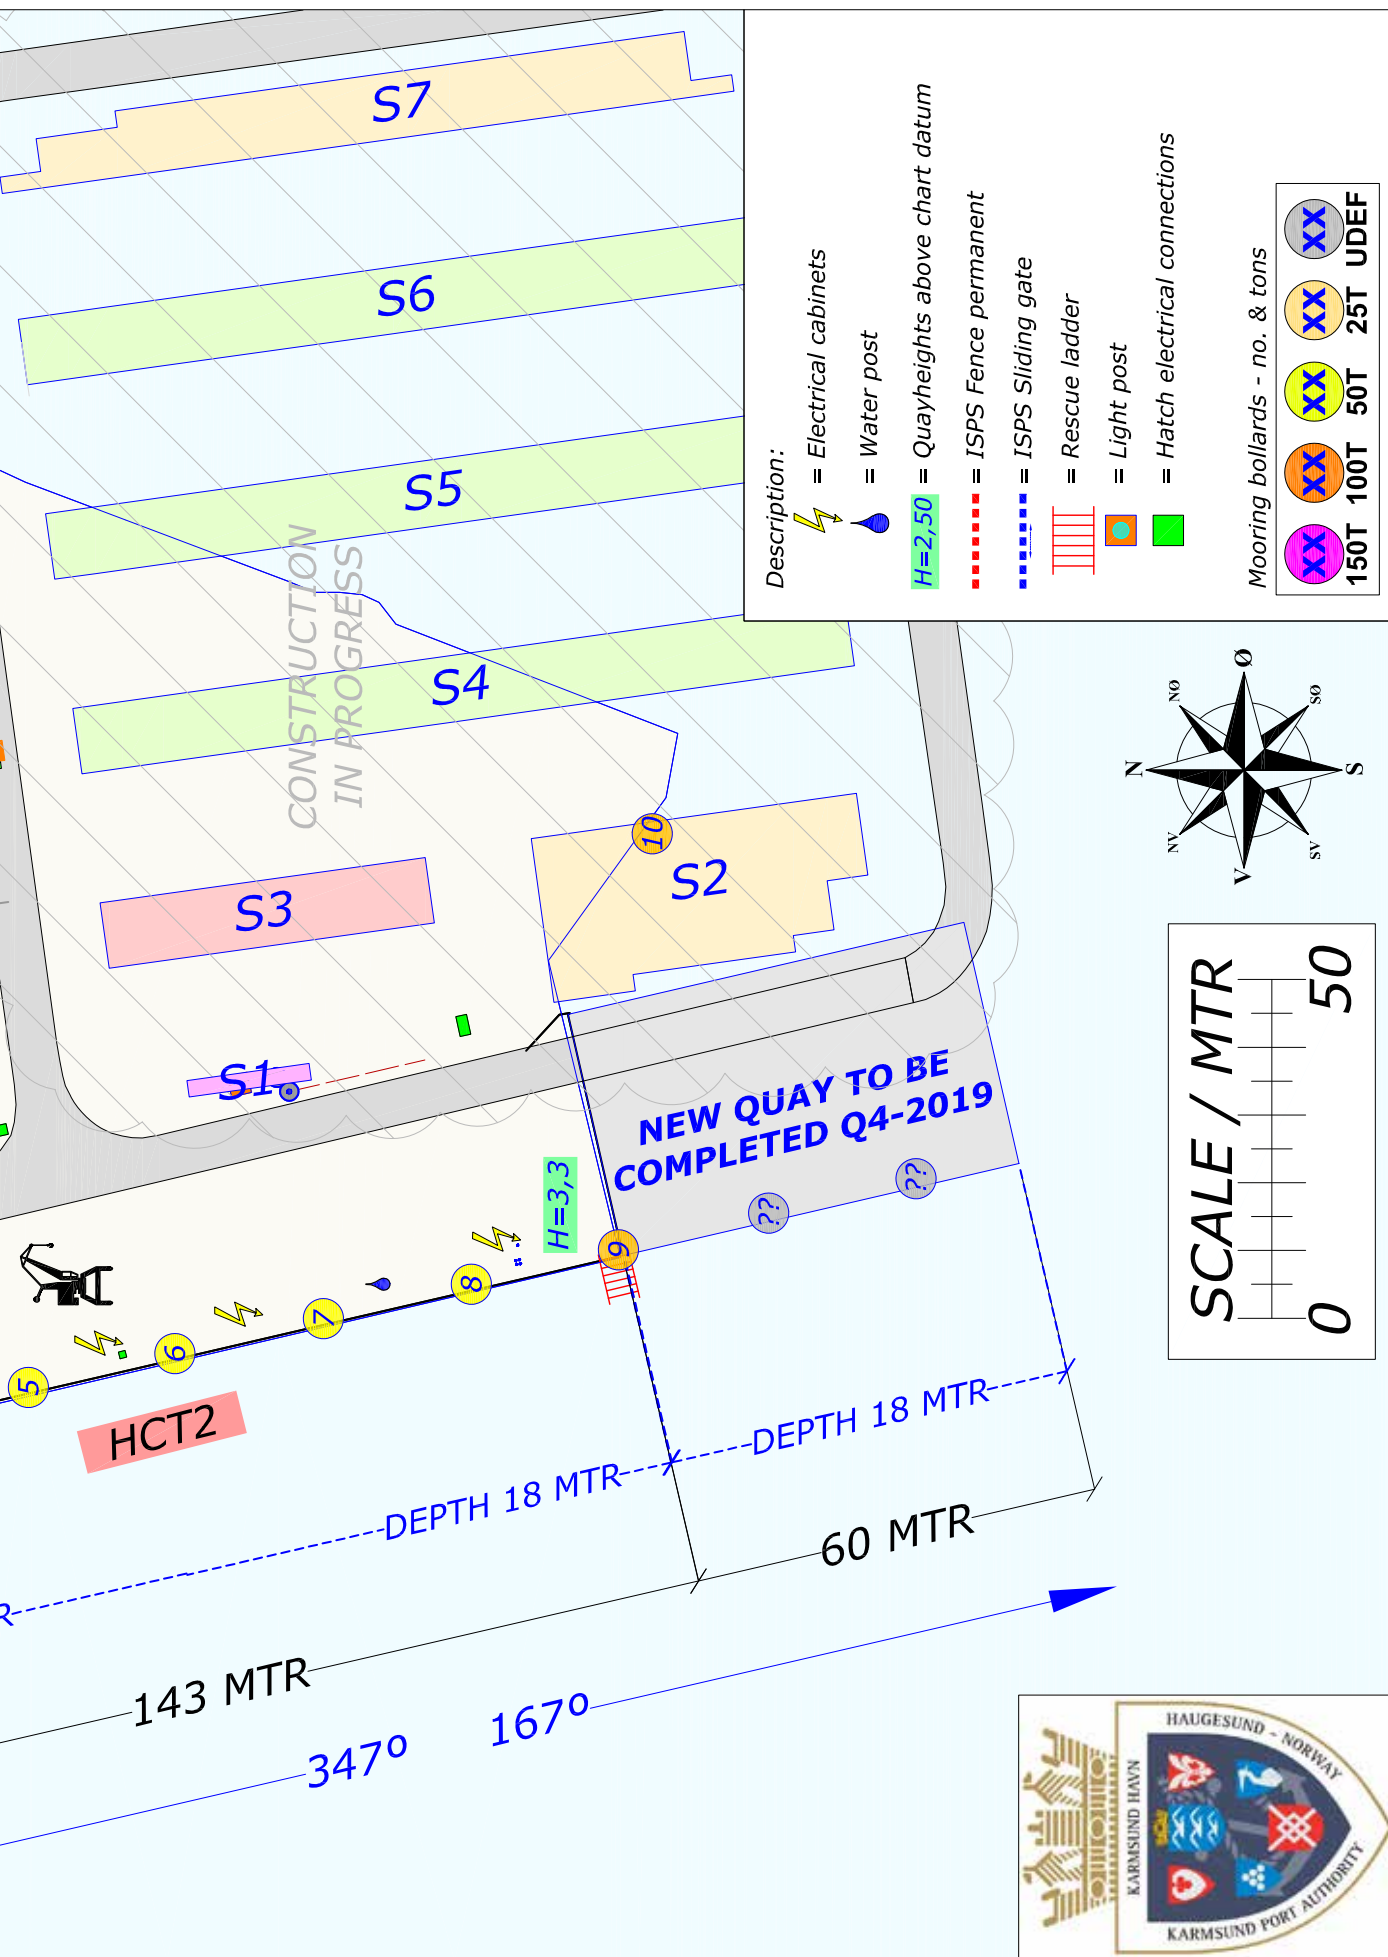 S7
S6
S5
CONSTRUCTION
IN PROGRESS
S4
S3
S2
10
S1
NEW QUAY TO BE
COMPLETED Q4-2019
??
??
H=3,3
9
8
7
6
5
HCT2
DEPTH 18 MTR
DEPTH 18 MTR
R
60 MTR
143 MTR
347º
167º
Description:
= Electrical cabinets
= Water post
H=2,50 = Quayheights above chart datum
= ISPS Fence permanent
= ISPS Sliding gate
= Rescue ladder
= Light post
= Hatch electrical connections
Mooring bollards - no. & tons
XX XX XX XX XX
150T 100T 50T 25T UDEF
N
NØ
Ø
SØ
S
SV
V
NV
SCALE / MTR
0 50
KARMSUND HAVN
HAUGESUND - NORWAY
KARMSUND PORT AUTHORITY